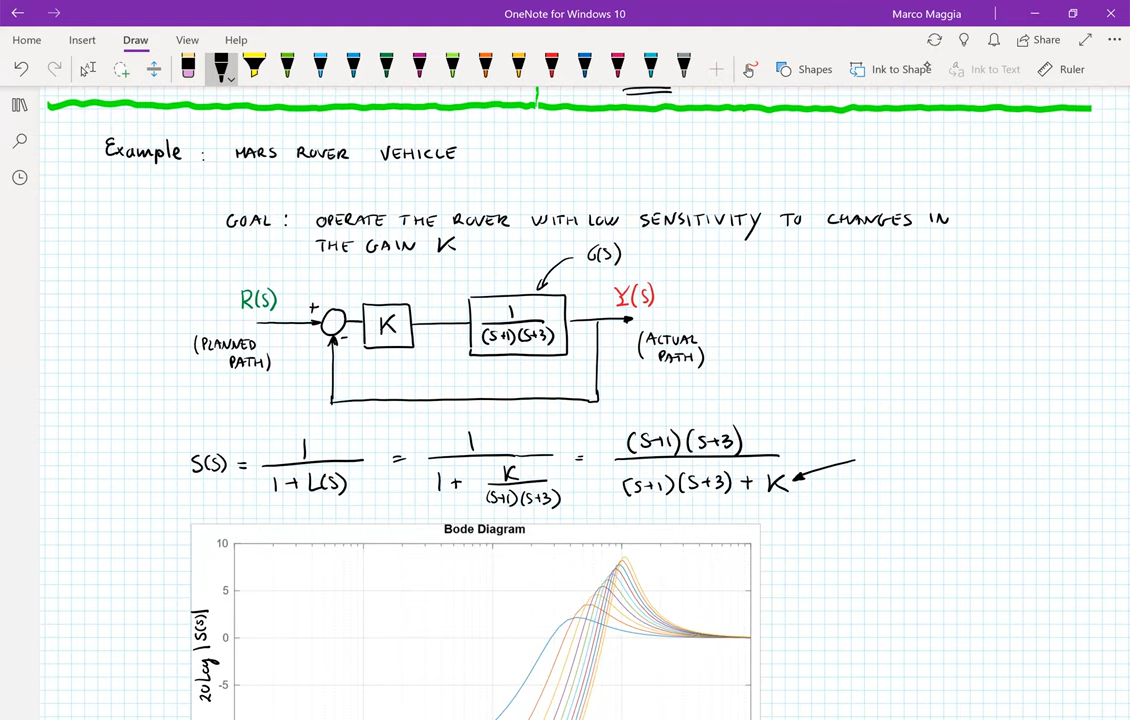 OneNote for Windows 10
Marco Maggia
Home Insert Draw View Help
Share
Shapes Ink to Shape Ink to Text Ruler
Example : MARS ROVER VEHICLE
GOAL : OPERATE THE ROVER WITH LOW SENSITIVITY TO CHANGES IN
THE GAIN K
G(S)
R(S)
Y(S)
+
K
1
(S+1)(S+3)
-
(PLANNED
PATH)
(ACTUAL
PATH)
S(S) = 1 / 1 + L(S) = 1 / 1 + K / (S+1)(S+3) = (S+1)(S+3) / (S+1)(S+3) + K
Bode Diagram
10
5
0
-5
20 Log |S(S)|